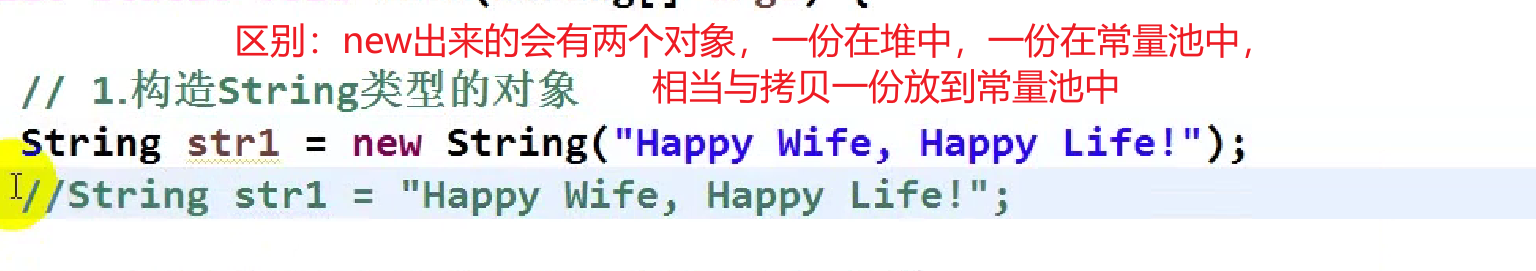 区别：new出来的会有两个对象，一份在堆中，一份在常量池中，
相当与拷贝一份放到常量池中
// 1.构造String类型的对象
String str1 = new String("Happy Wife, Happy Life!");
//String str1 = "Happy Wife, Happy Life!";